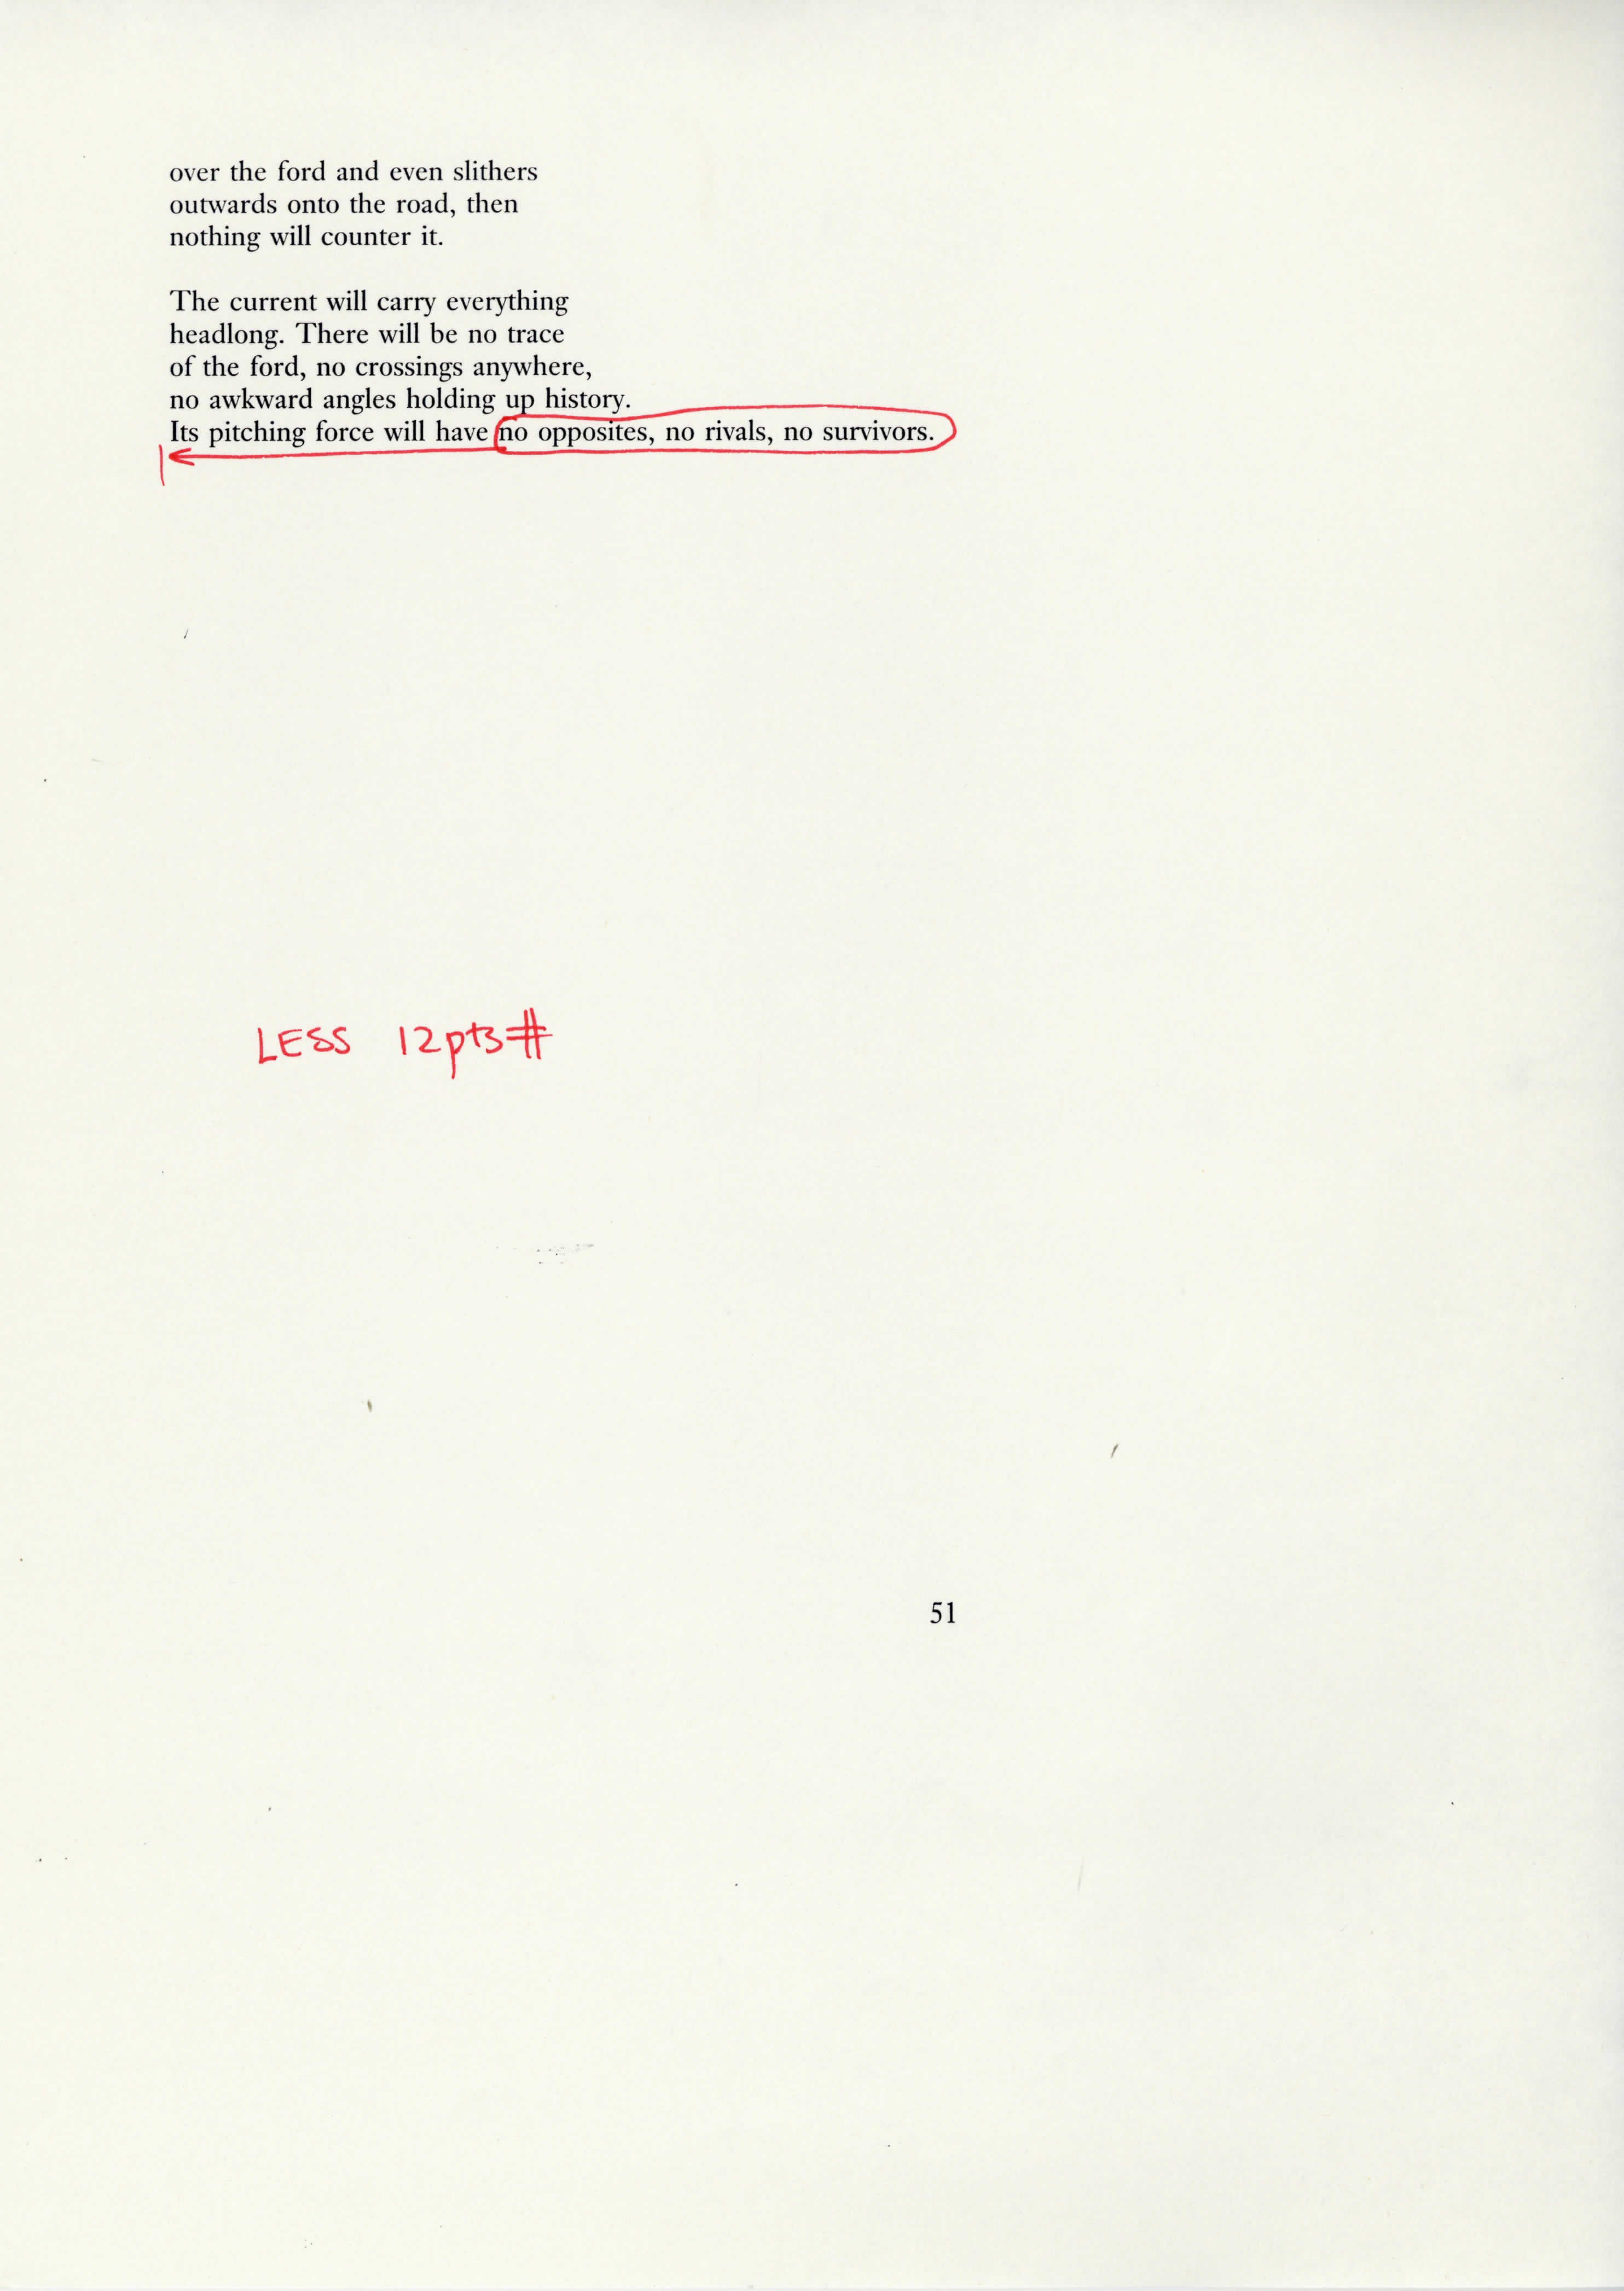 over the ford and even slithers
outwards onto the road, then
nothing will counter it.
The current will carry everything
headlong. There will be no trace
of the ford, no crossings anywhere,
no awkward angles holding up history.
Its pitching force will have no opposites, no rivals, no survivors.
LESS 12pts#
51